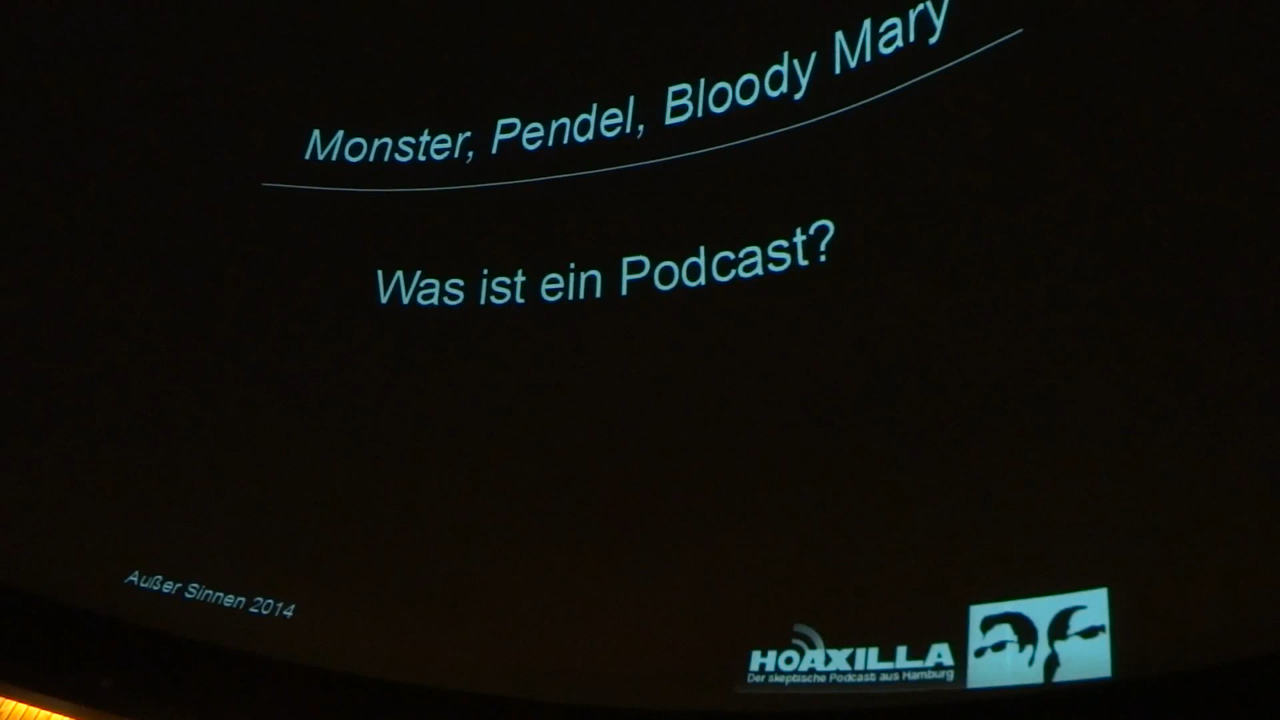 Monster, Pendel, Bloody Mary
Was ist ein Podcast?
Außer Sinnen 2014
HOAXILLA
Der skeptische Podcast aus Hamburg